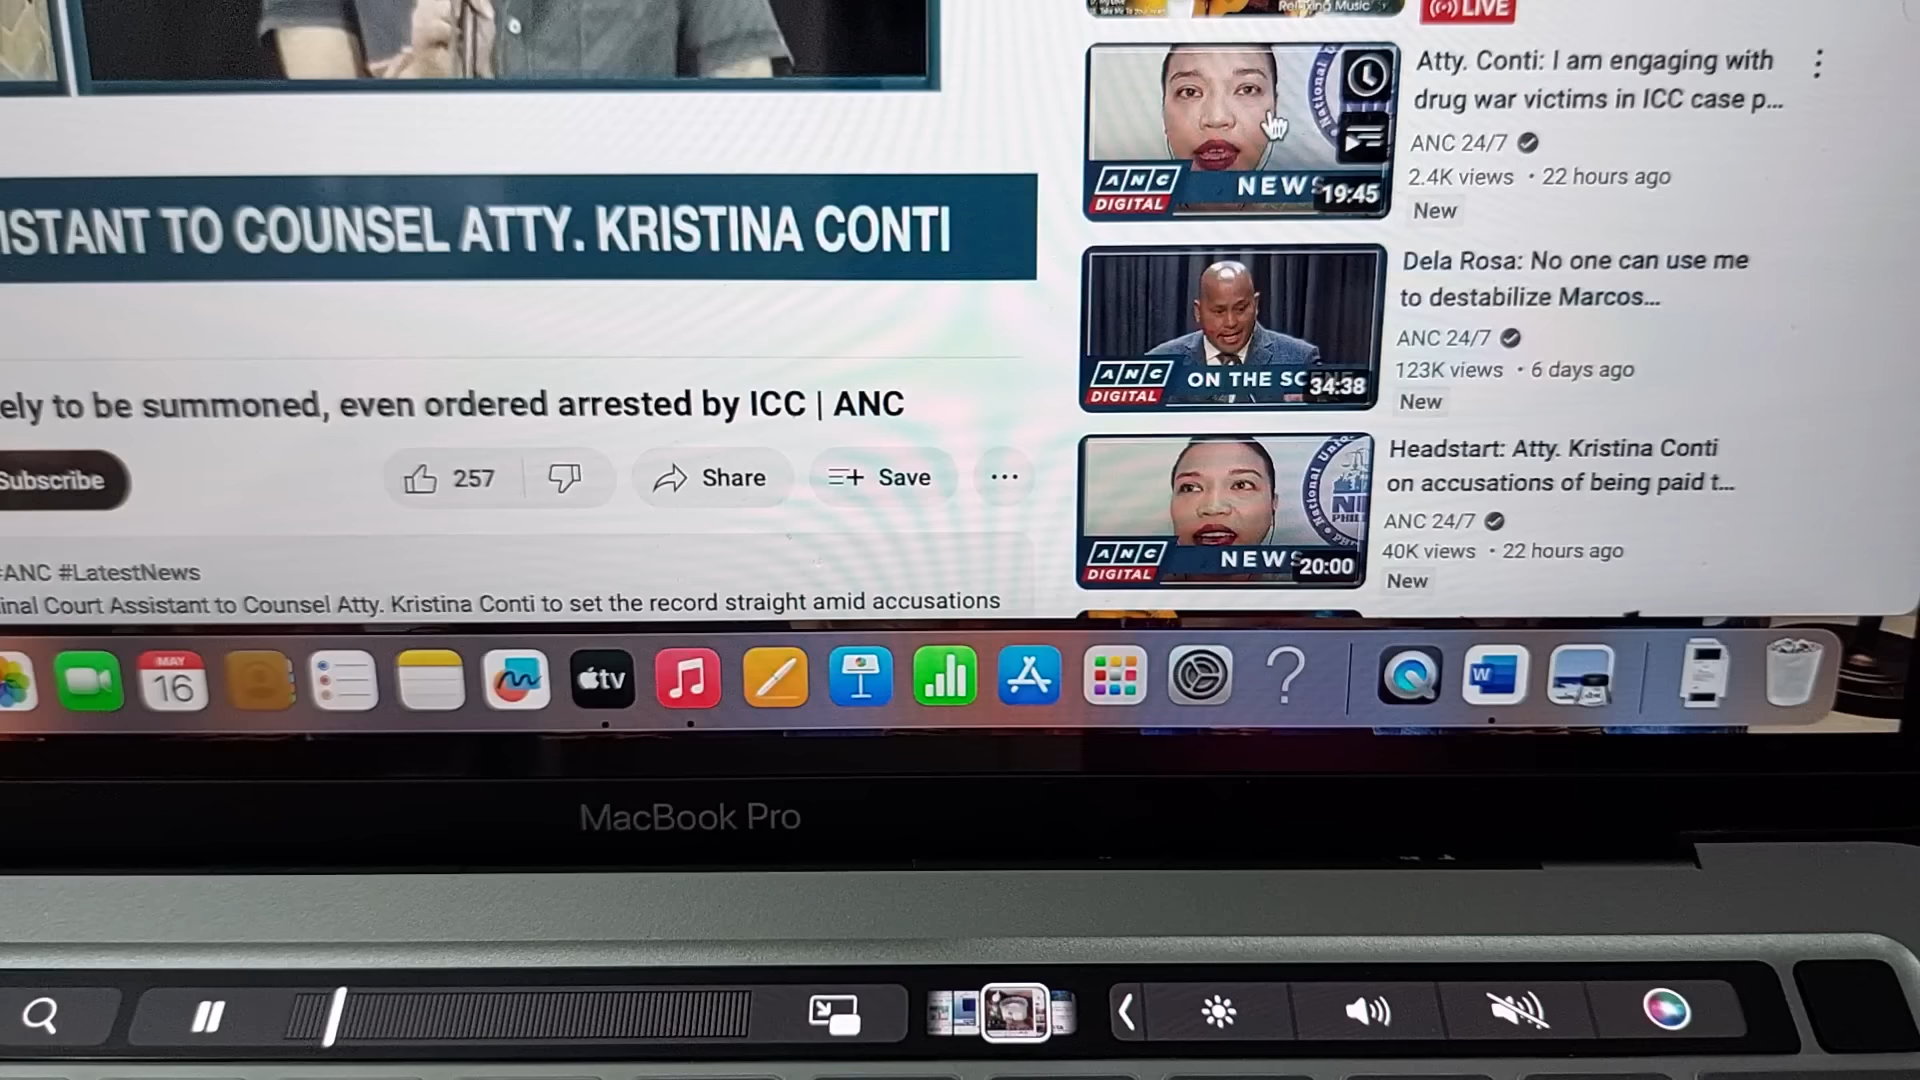 ISTANT TO COUNSEL ATTY. KRISTINA CONTI
ely to be summoned, even ordered arrested by ICC | ANC
Subscribe
257
Share
Save
ANC #LatestNews
inal Court Assistant to Counsel Atty. Kristina Conti to set the record straight amid accusations
Relaxing Music
LIVE
National
ANC
DIGITAL
NEWS
19:45
Atty. Conti: I am engaging with
drug war victims in ICC case p...
ANC 24/7
2.4K views • 22 hours ago
New
ANC
DIGITAL
ON THE SCENE
34:38
Dela Rosa: No one can use me
to destabilize Marcos...
ANC 24/7
123K views • 6 days ago
New
National
ANC
DIGITAL
NEWS
20:00
Headstart: Atty. Kristina Conti
on accusations of being paid t...
ANC 24/7
40K views • 22 hours ago
New
MAY
16
tv
W
MacBook Pro